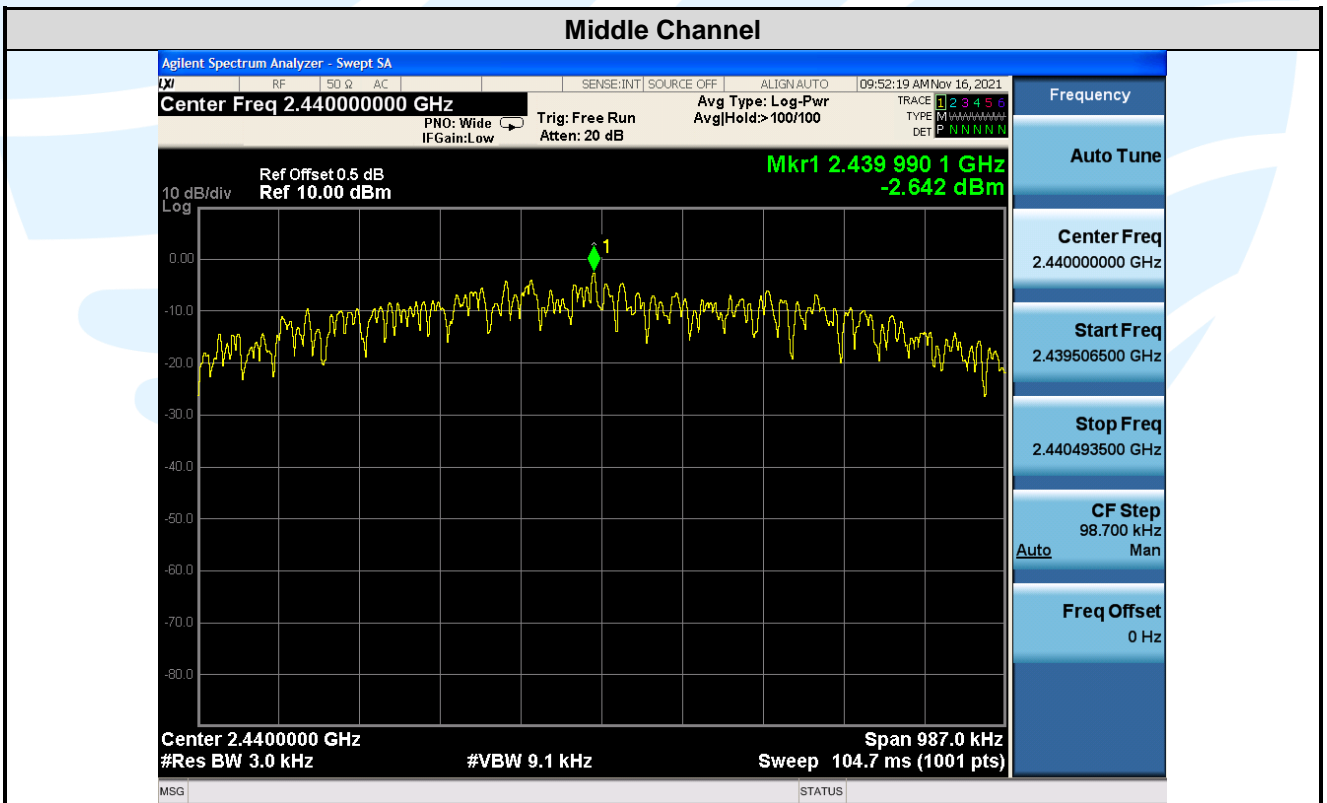 Middle Channel
Agilent Spectrum Analyzer - Swept SA
LXI RF 50 Ω AC SENSE:INT SOURCE OFF ALIGN AUTO 09:52:19 AM Nov 16, 2021
Center Freq 2.440000000 GHz
PNO: Wide
IFGain:Low
Trig: Free Run
Atten: 20 dB
Avg Type: Log-Pwr
Avg|Hold:> 100/100
TRACE 1 2 3 4 5 6
TYPE M
DET P N N N N N
Mkr1 2.439 990 1 GHz
-2.642 dBm
Ref Offset 0.5 dB
10 dB/div Ref 10.00 dBm
Log
1
0.00
-10.0
-20.0
-30.0
-40.0
-50.0
-60.0
-70.0
-80.0
Center 2.4400000 GHz Span 987.0 kHz
#Res BW 3.0 kHz #VBW 9.1 kHz Sweep 104.7 ms (1001 pts)
MSG STATUS
Frequency
Auto Tune
Center Freq
2.440000000 GHz
Start Freq
2.439506500 GHz
Stop Freq
2.440493500 GHz
CF Step
98.700 kHz
Auto Man
Freq Offset
0 Hz